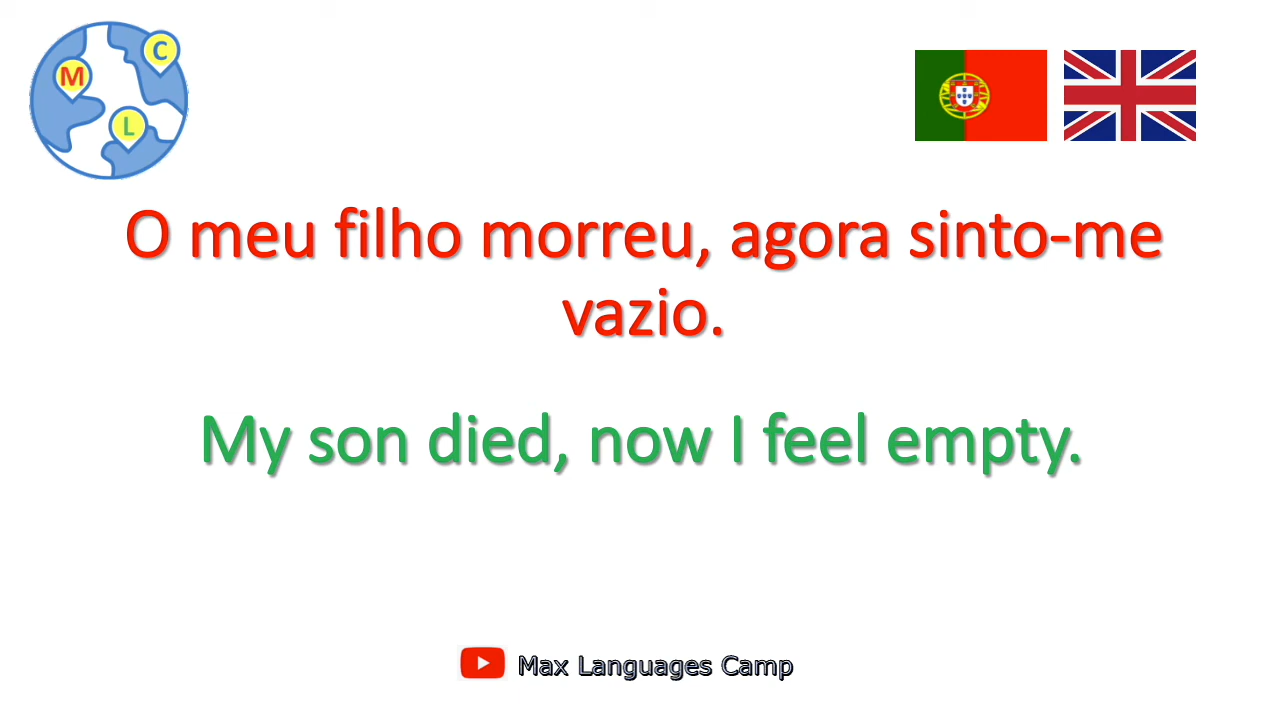 C
M
L
O meu filho morreu, agora sinto-me
vazio.
My son died, now I feel empty.
Max Languages Camp